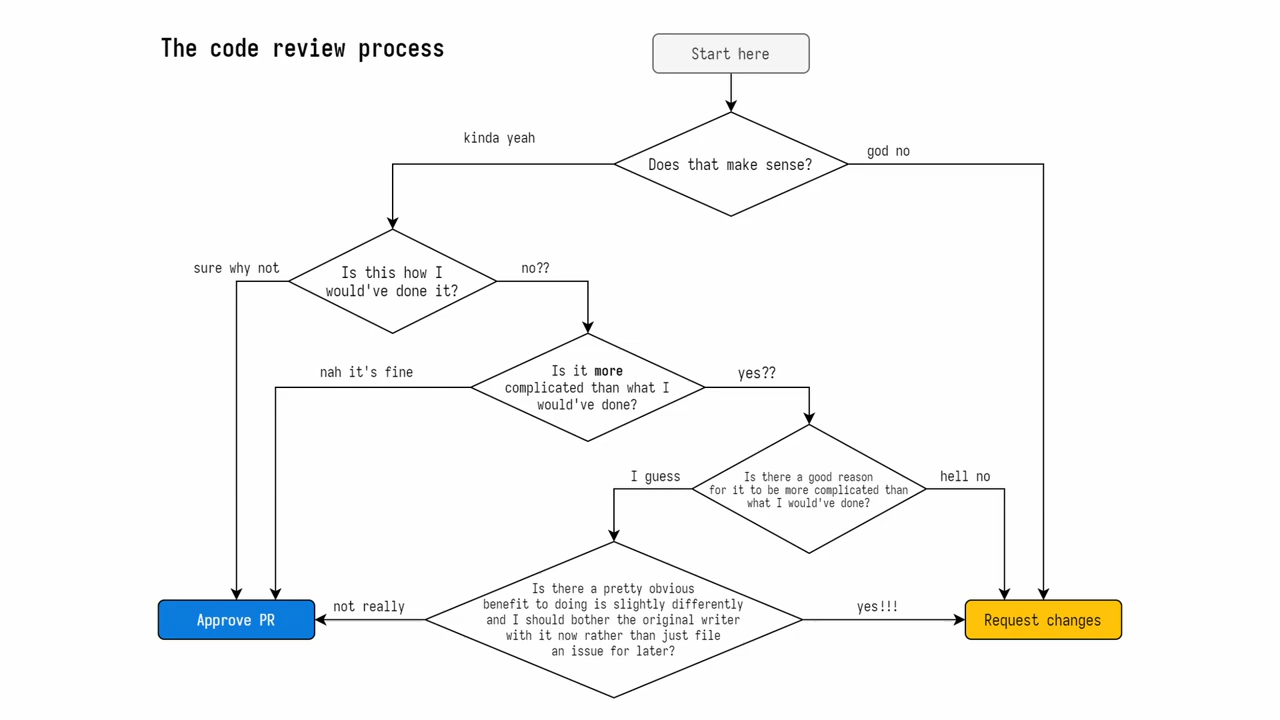 The code review process
Start here
kinda yeah
god no
Does that make sense?
sure why not
no??
Is this how I
would've done it?
nah it's fine
yes??
Is it more
complicated than what I
would've done?
I guess
hell no
Is there a good reason
for it to be more complicated than
what I would've done?
Is there a pretty obvious
benefit to doing is slightly differently
and I should bother the original writer
with it now rather than just file
an issue for later?
not really
yes!!!
Approve PR
Request changes